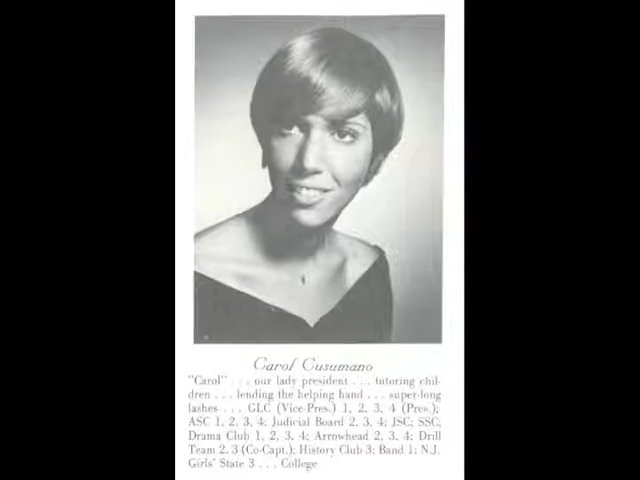 Carol Cusumano
"Carol" . . . our lady president . . . tutoring chil-
dren . . . lending the helping hand . . . super-long
lashes . . . GLC (Vice-Pres.) 1, 2, 3, 4 (Pres.);
ASC 1, 2, 3, 4; Judicial Board 2, 3, 4; JSC; SSC;
Drama Club 1, 2, 3, 4; Arrowhead 2, 3, 4; Drill
Team 2, 3 (Co-Capt.); History Club 3; Band 1; N.J.
Girls' State 3 . . . College